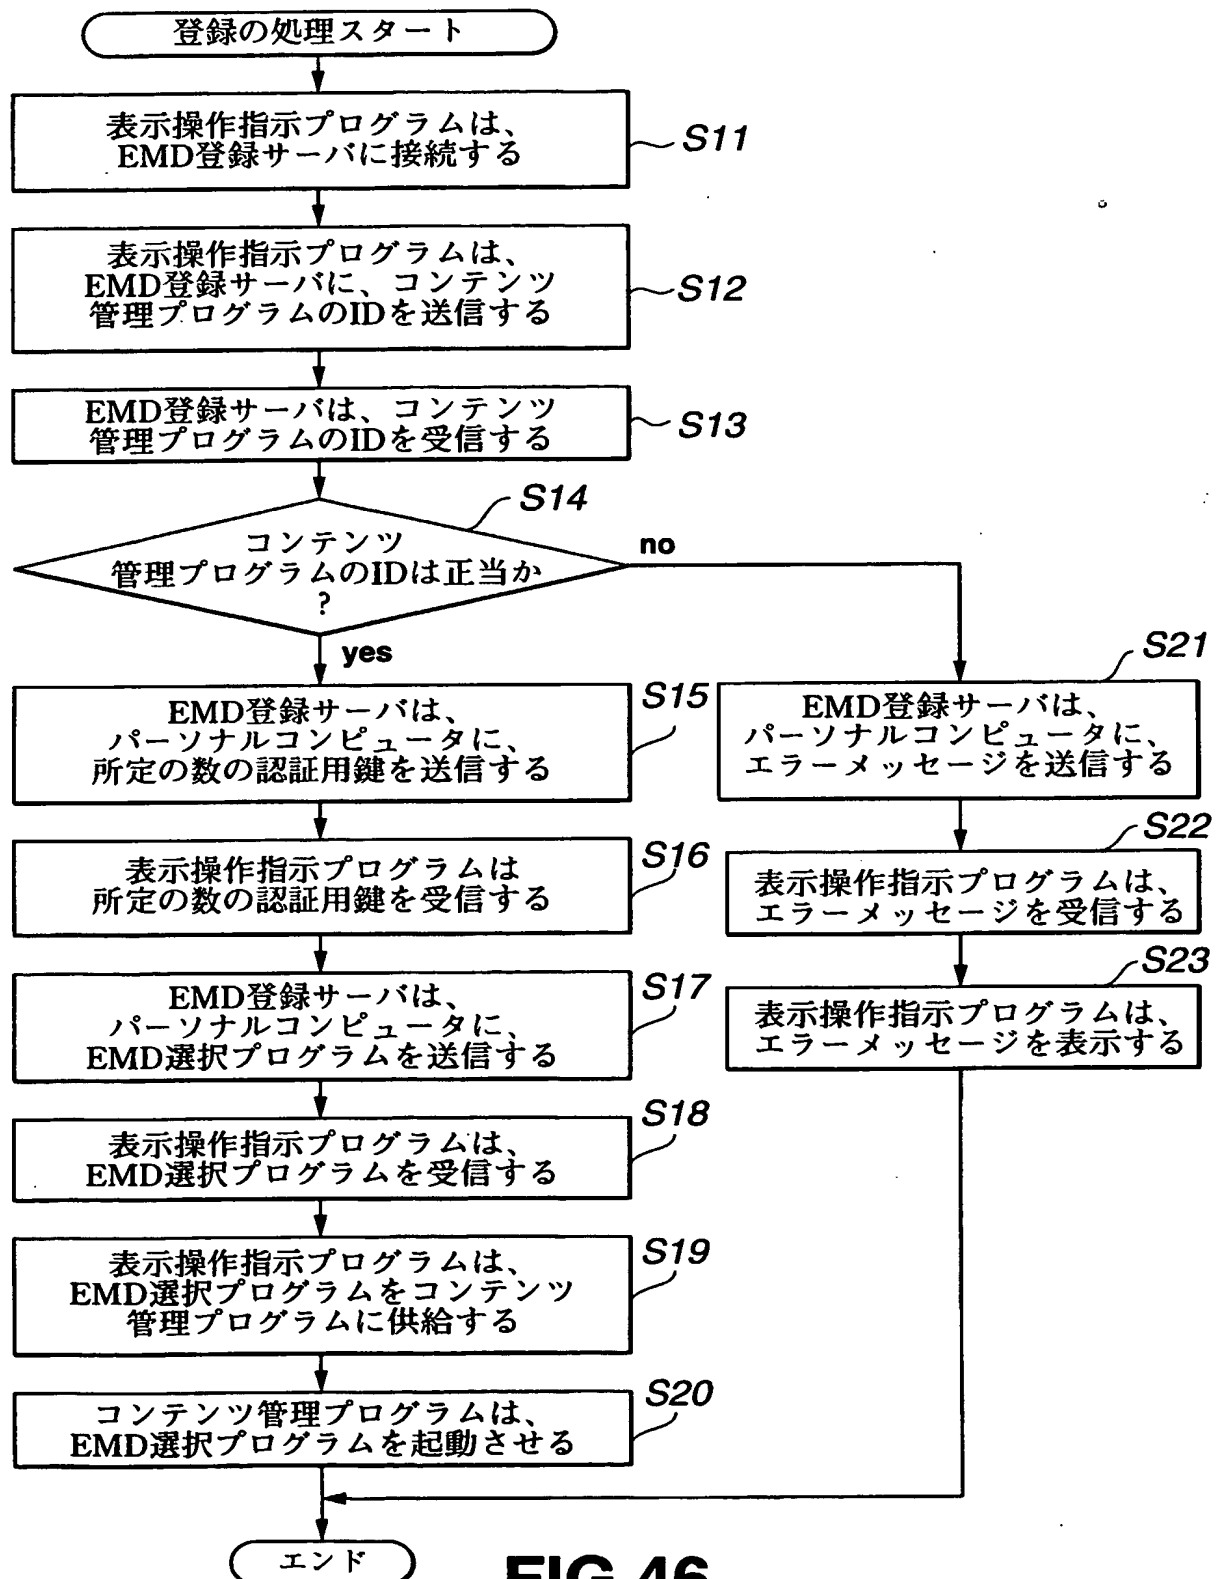 登録の処理スタート
表示操作指示プログラムは、
EMD登録サーバに接続する
S11
表示操作指示プログラムは、
EMD登録サーバに、コンテンツ
管理プログラムのIDを送信する
S12
EMD登録サーバは、コンテンツ
管理プログラムのIDを受信する
S13
S14
コンテンツ
管理プログラムのIDは正当か
?
no
yes
EMD登録サーバは、
パーソナルコンピュータに、
所定の数の認証用鍵を送信する
S15
表示操作指示プログラムは
所定の数の認証用鍵を受信する
S16
EMD登録サーバは、
パーソナルコンピュータに、
EMD選択プログラムを送信する
S17
表示操作指示プログラムは、
EMD選択プログラムを受信する
S18
表示操作指示プログラムは、
EMD選択プログラムをコンテンツ
管理プログラムに供給する
S19
コンテンツ管理プログラムは、
EMD選択プログラムを起動させる
S20
S21
EMD登録サーバは、
パーソナルコンピュータに、
エラーメッセージを送信する
S22
表示操作指示プログラムは、
エラーメッセージを受信する
S23
表示操作指示プログラムは、
エラーメッセージを表示する
エンド
FIG.46